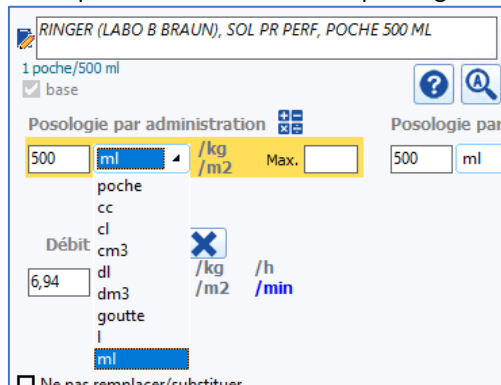 RINGER (LABO B BRAUN), SOL PR PERF, POCHE 500 ML
1 poche/500 ml
base
Posologie par administration
Posologie par
500 ml /kg /m2 Max.
500 ml
poche
cc
cl
cm3
dl
dm3
goutte
l
ml
Débit
6,94 /kg /m2 /h /min
Ne pas remplacer/substituer